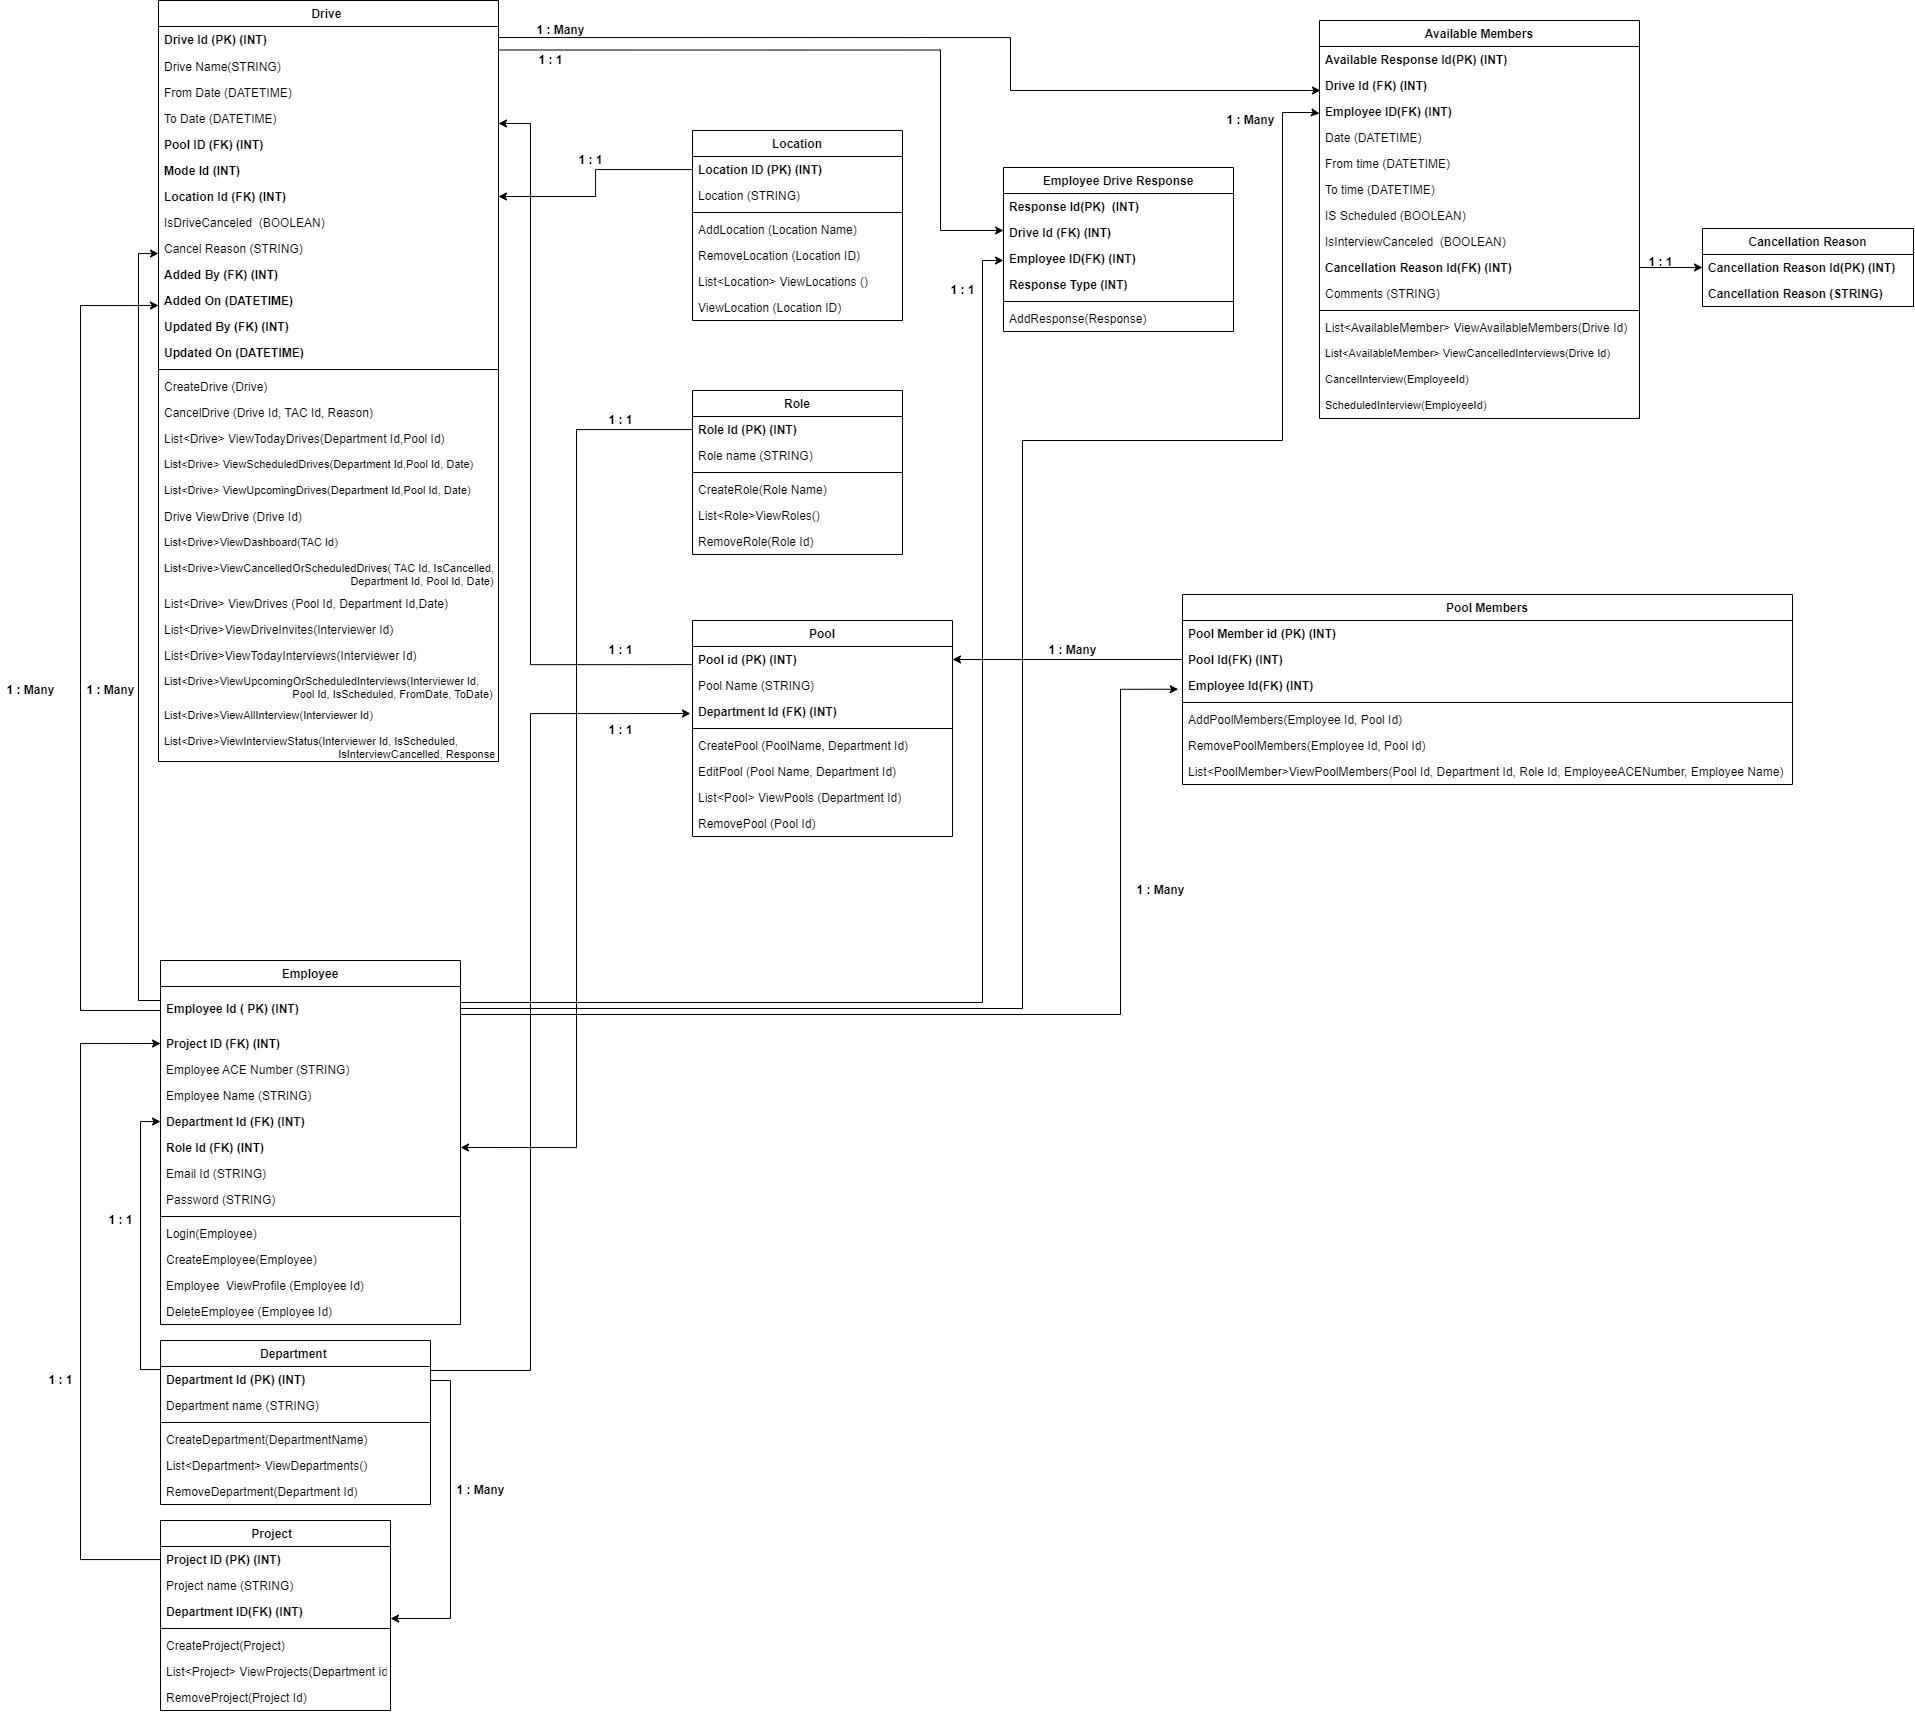 Drive
Drive Id (PK) (INT)
Drive Name(STRING)
From Date (DATETIME)
To Date (DATETIME)
Pool ID (FK) (INT)
Mode Id (INT)
Location Id (FK) (INT)
IsDriveCanceled (BOOLEAN)
Cancel Reason (STRING)
Added By (FK) (INT)
Added On (DATETIME)
Updated By (FK) (INT)
Updated On (DATETIME)
CreateDrive (Drive)
CancelDrive (Drive Id, TAC Id, Reason)
List<Drive> ViewTodayDrives(Department Id,Pool Id)
List<Drive> ViewScheduledDrives(Department Id,Pool Id, Date)
List<Drive> ViewUpcomingDrives(Department Id,Pool Id, Date)
Drive ViewDrive (Drive Id)
List<Drive>ViewDashboard(TAC Id)
List<Drive>ViewCancelledOrScheduledDrives( TAC Id, IsCancelled,
Department Id, Pool Id, Date)
List<Drive> ViewDrives (Pool Id, Department Id,Date)
List<Drive>ViewDriveInvites(Interviewer Id)
List<Drive>ViewTodayInterviews(Interviewer Id)
List<Drive>ViewUpcomingOrScheduledInterviews(Interviewer Id,
Pool Id, IsScheduled, FromDate, ToDate)
List<Drive>ViewAllInterview(Interviewer Id)
List<Drive>ViewInterviewStatus(Interviewer Id, IsScheduled,
IsInterviewCancelled, Response
1 : Many
1 : 1
Location
Location ID (PK) (INT)
Location (STRING)
AddLocation (Location Name)
RemoveLocation (Location ID)
List<Location> ViewLocations ()
ViewLocation (Location ID)
1 : 1
Employee Drive Response
Response Id(PK) (INT)
Drive Id (FK) (INT)
Employee ID(FK) (INT)
Response Type (INT)
AddResponse(Response)
1 : 1
Available Members
Available Response Id(PK) (INT)
Drive Id (FK) (INT)
Employee ID(FK) (INT)
Date (DATETIME)
From time (DATETIME)
To time (DATETIME)
IS Scheduled (BOOLEAN)
IsInterviewCanceled (BOOLEAN)
Cancellation Reason Id(FK) (INT)
Comments (STRING)
List<AvailableMember> ViewAvailableMembers(Drive Id)
List<AvailableMember> ViewCancelledInterviews(Drive Id)
CancelInterview(EmployeeId)
ScheduledInterview(EmployeeId)
1 : Many
1 : 1
Cancellation Reason
Cancellation Reason Id(PK) (INT)
Cancellation Reason (STRING)
Role
Role Id (PK) (INT)
Role name (STRING)
CreateRole(Role Name)
List<Role>ViewRoles()
RemoveRole(Role Id)
1 : 1
Pool
Pool id (PK) (INT)
Pool Name (STRING)
Department Id (FK) (INT)
CreatePool (PoolName, Department Id)
EditPool (Pool Name, Department Id)
List<Pool> ViewPools (Department Id)
RemovePool (Pool Id)
1 : 1
1 : 1
1 : Many
Pool Members
Pool Member id (PK) (INT)
Pool Id(FK) (INT)
Employee Id(FK) (INT)
AddPoolMembers(Employee Id, Pool Id)
RemovePoolMembers(Employee Id, Pool Id)
List<PoolMember>ViewPoolMembers(Pool Id, Department Id, Role Id, EmployeeACENumber, Employee Name)
1 : Many
1 : Many
1 : Many
Employee
Employee Id ( PK) (INT)
Project ID (FK) (INT)
Employee ACE Number (STRING)
Employee Name (STRING)
Department Id (FK) (INT)
Role Id (FK) (INT)
Email Id (STRING)
Password (STRING)
Login(Employee)
CreateEmployee(Employee)
Employee ViewProfile (Employee Id)
DeleteEmployee (Employee Id)
1 : 1
1 : 1
Department
Department Id (PK) (INT)
Department name (STRING)
CreateDepartment(DepartmentName)
List<Department> ViewDepartments()
RemoveDepartment(Department Id)
1 : Many
Project
Project ID (PK) (INT)
Project name (STRING)
Department ID(FK) (INT)
CreateProject(Project)
List<Project> ViewProjects(Department id
RemoveProject(Project Id)